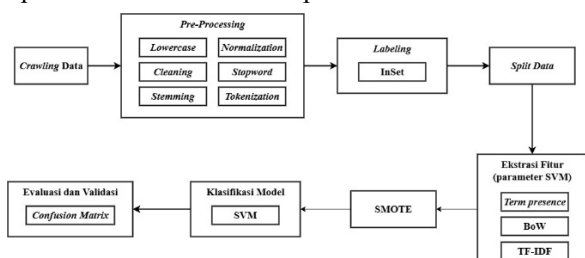 Crawling Data
Pre-Processing
Lowercase
Normalization
Cleaning
Stopword
Stemming
Tokenization
Labeling
InSet
Split Data
Ekstrasi Fitur
(parameter SVM)
Term presence
BoW
TF-IDF
SMOTE
Klasifikasi Model
SVM
Evaluasi dan Validasi
Confusion Matrix